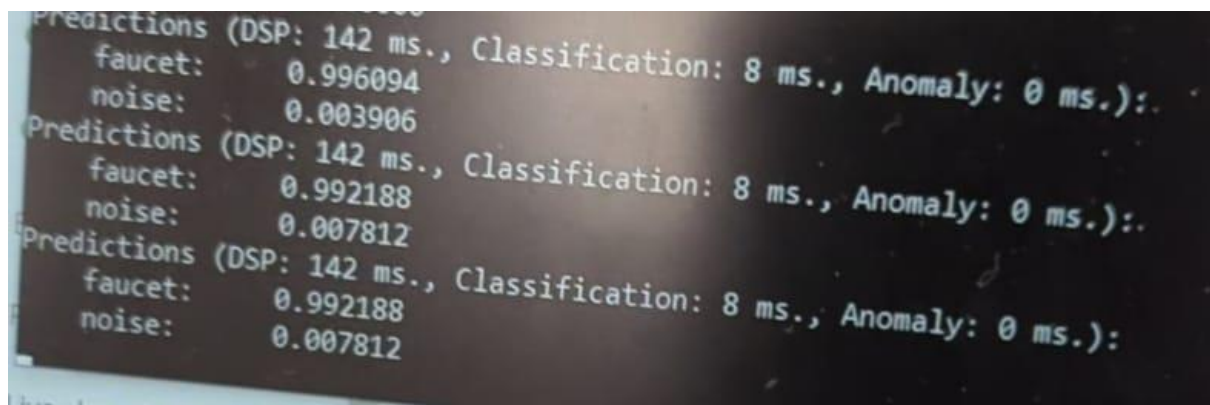 Predictions (DSP: 142 ms., Classification: 8 ms., Anomaly: 0 ms.):
faucet: 0.996094
noise: 0.003906
Predictions (DSP: 142 ms., Classification: 8 ms., Anomaly: 0 ms.):
faucet: 0.992188
noise: 0.007812
Predictions (DSP: 142 ms., Classification: 8 ms., Anomaly: 0 ms.):
faucet: 0.992188
noise: 0.007812